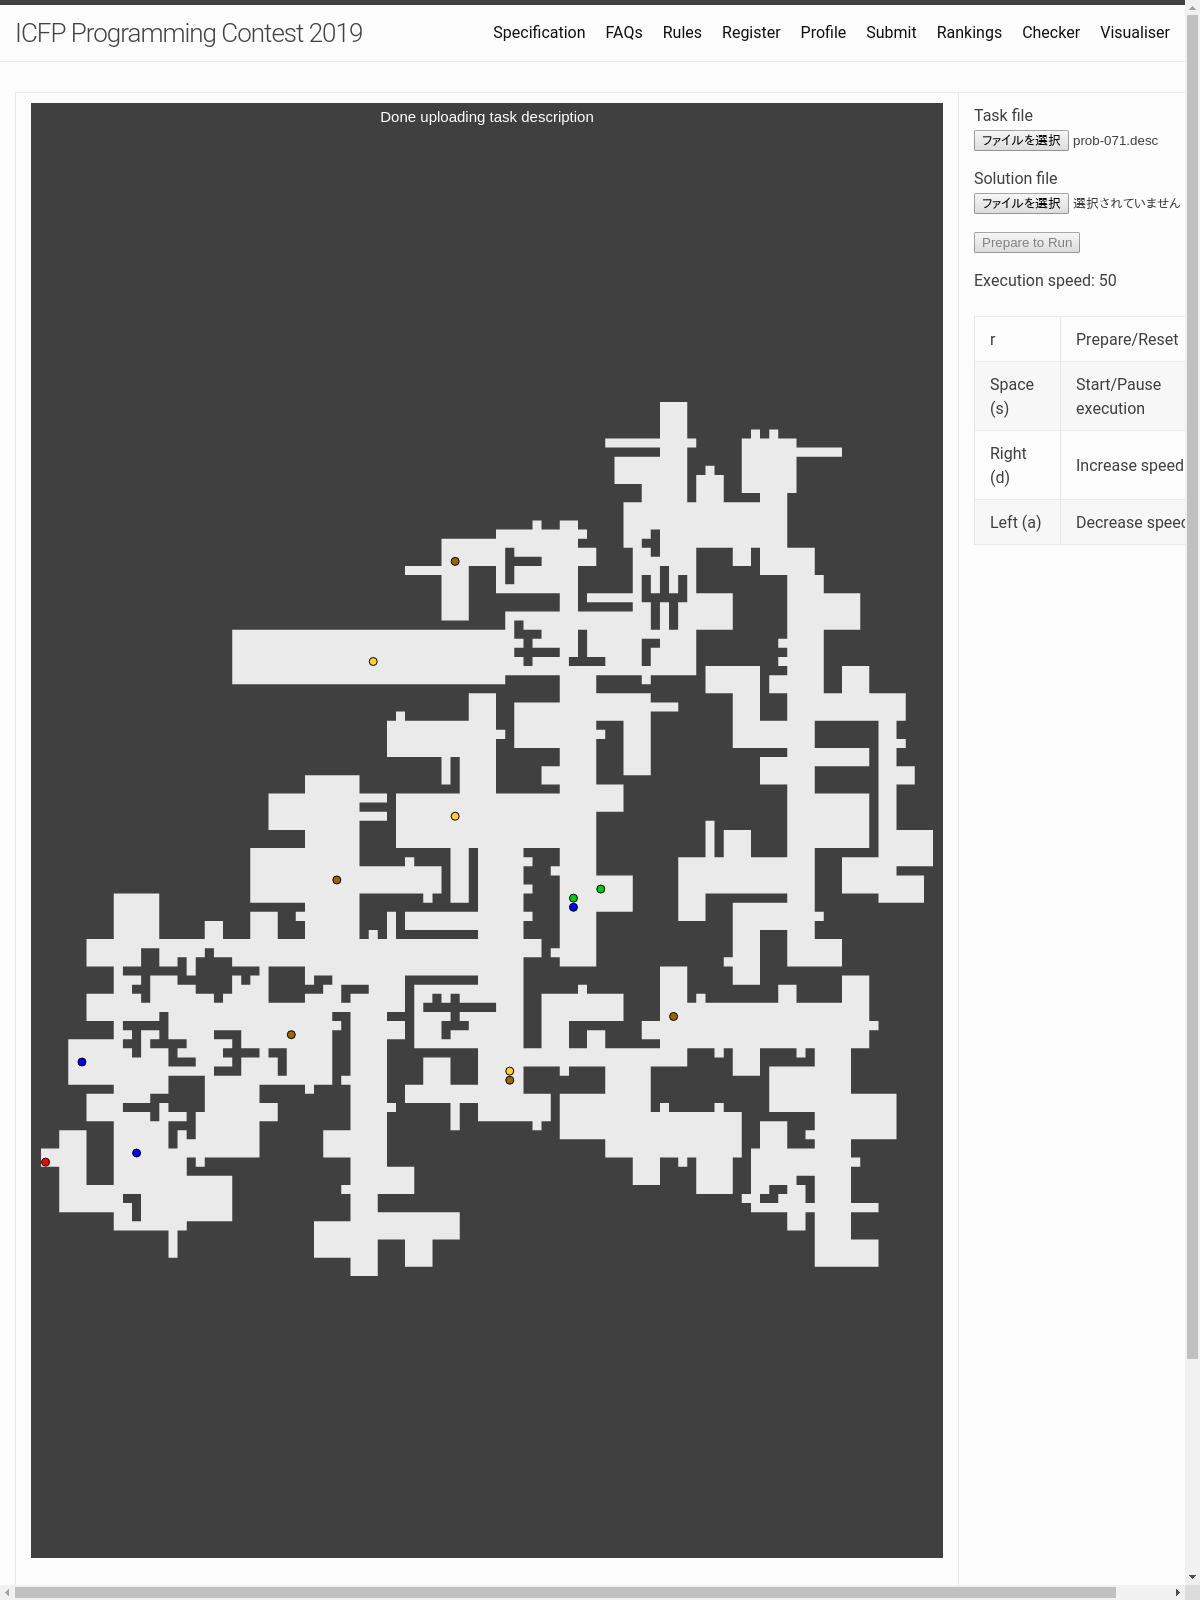 ICFP Programming Contest 2019
Specification FAQs Rules Register Profile Submit Rankings Checker Visualiser
Done uploading task description
Task file
ファイルを選択 prob-071.desc
Solution file
ファイルを選択 選択されていません
Prepare to Run
Execution speed: 50
r Prepare/Reset
Space (s) Start/Pause execution
Right (d) Increase speed
Left (a) Decrease speed